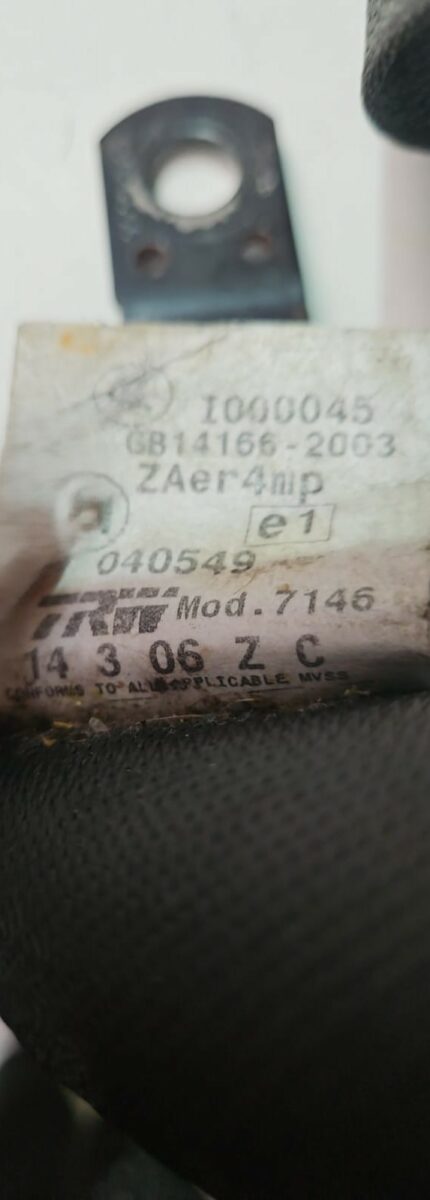 I000045
GB14166-2003
ZAer4mp
e1
040549
TRW Mod.7146
14 3 06 Z C
CONFORMS TO ALL APPLICABLE MVSS